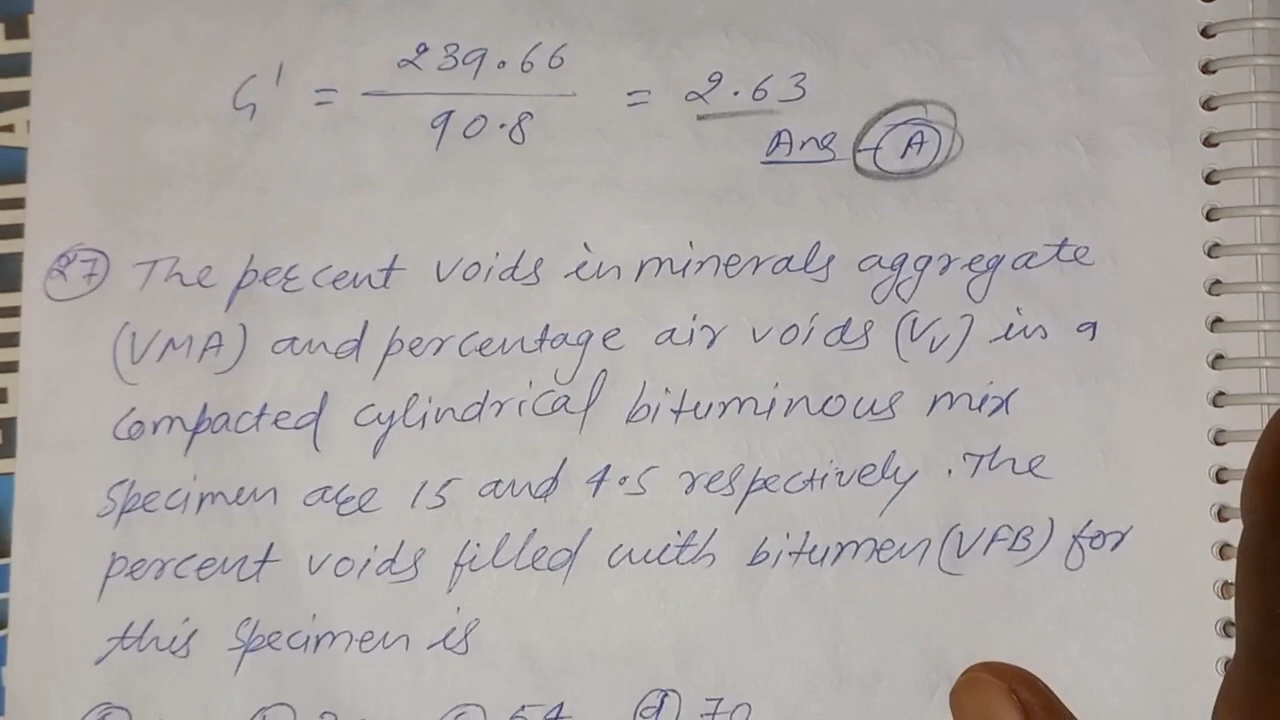 G' = 239.66 / 90.8 = 2.63
Ans - A
27 The percent voids in minerals aggregate
(VMA) and percentage air voids (Vv) in a
compacted cylindrical bituminous mix
specimen are 15 and 4.5 respectively. The
percent voids filled with bitumen (VFB) for
this specimen is
54 d 70